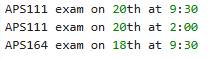 APS111 exam on 20th at 9:30
APS111 exam on 20th at 2:00
APS164 exam on 18th at 9:30